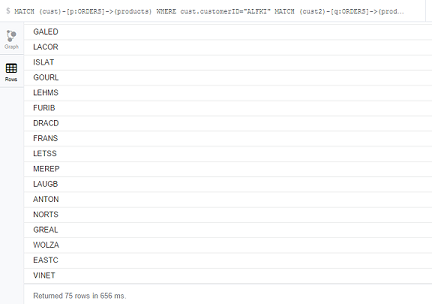 $ MATCH (cust)-[p:ORDERS]->(products) WHERE cust.customerID="ALFKI" MATCH (cust2)-[q:ORDERS]->(prod...
Graph
Rows
GALED
LACOR
ISLAT
GOURL
LEHMS
FURIB
DRACD
FRANS
LETSS
MEREP
LAUGB
ANTON
NORTS
GREAL
WOLZA
EASTC
VINET
Returned 75 rows in 656 ms.